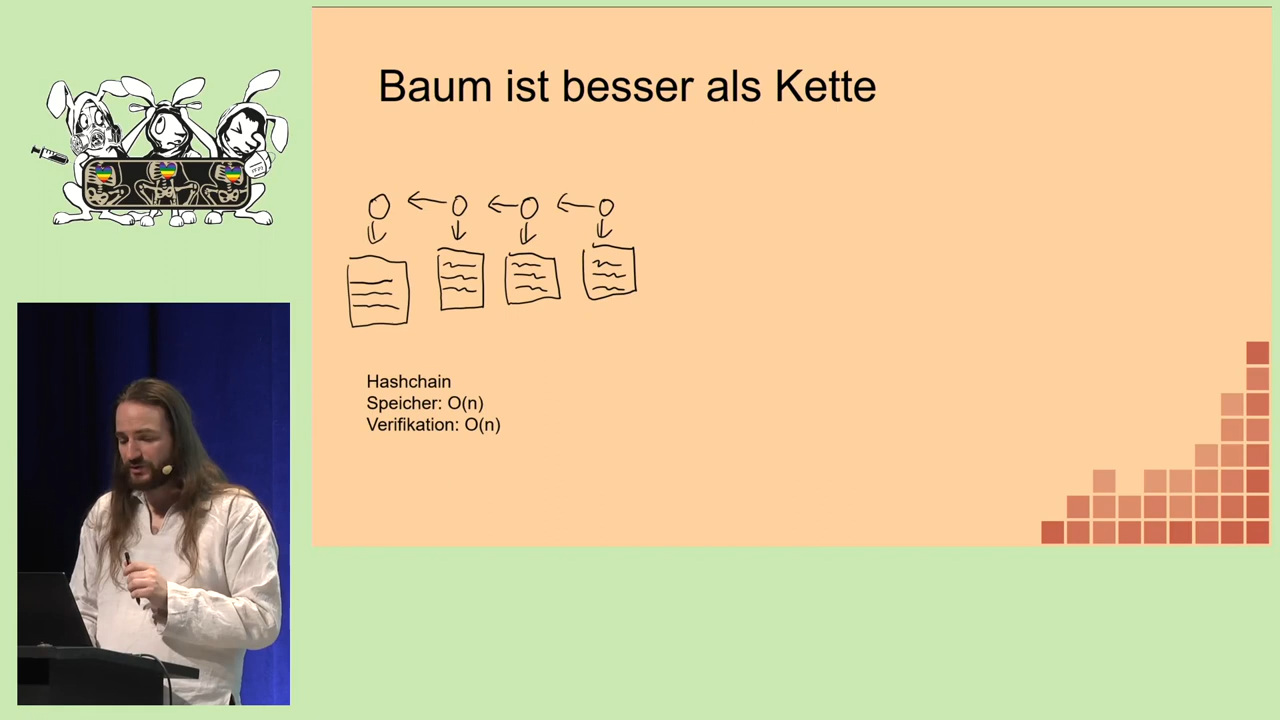 Baum ist besser als Kette
Hashchain
Speicher: O(n)
Verifikation: O(n)